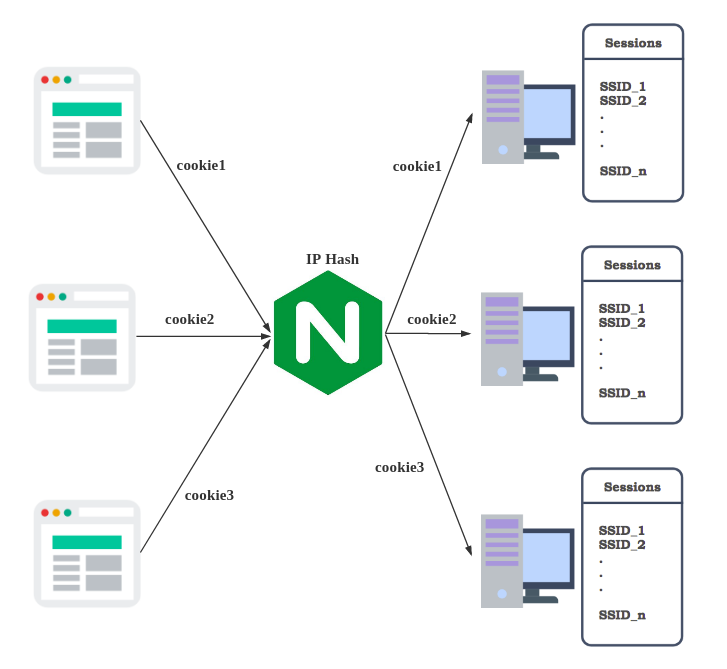 Sessions
SSID_1
SSID_2
.
.
.
SSID_n
cookie1
cookie1
IP Hash
N
cookie2
cookie2
Sessions
SSID_1
SSID_2
.
.
.
SSID_n
cookie3
cookie3
Sessions
SSID_1
SSID_2
.
.
.
SSID_n